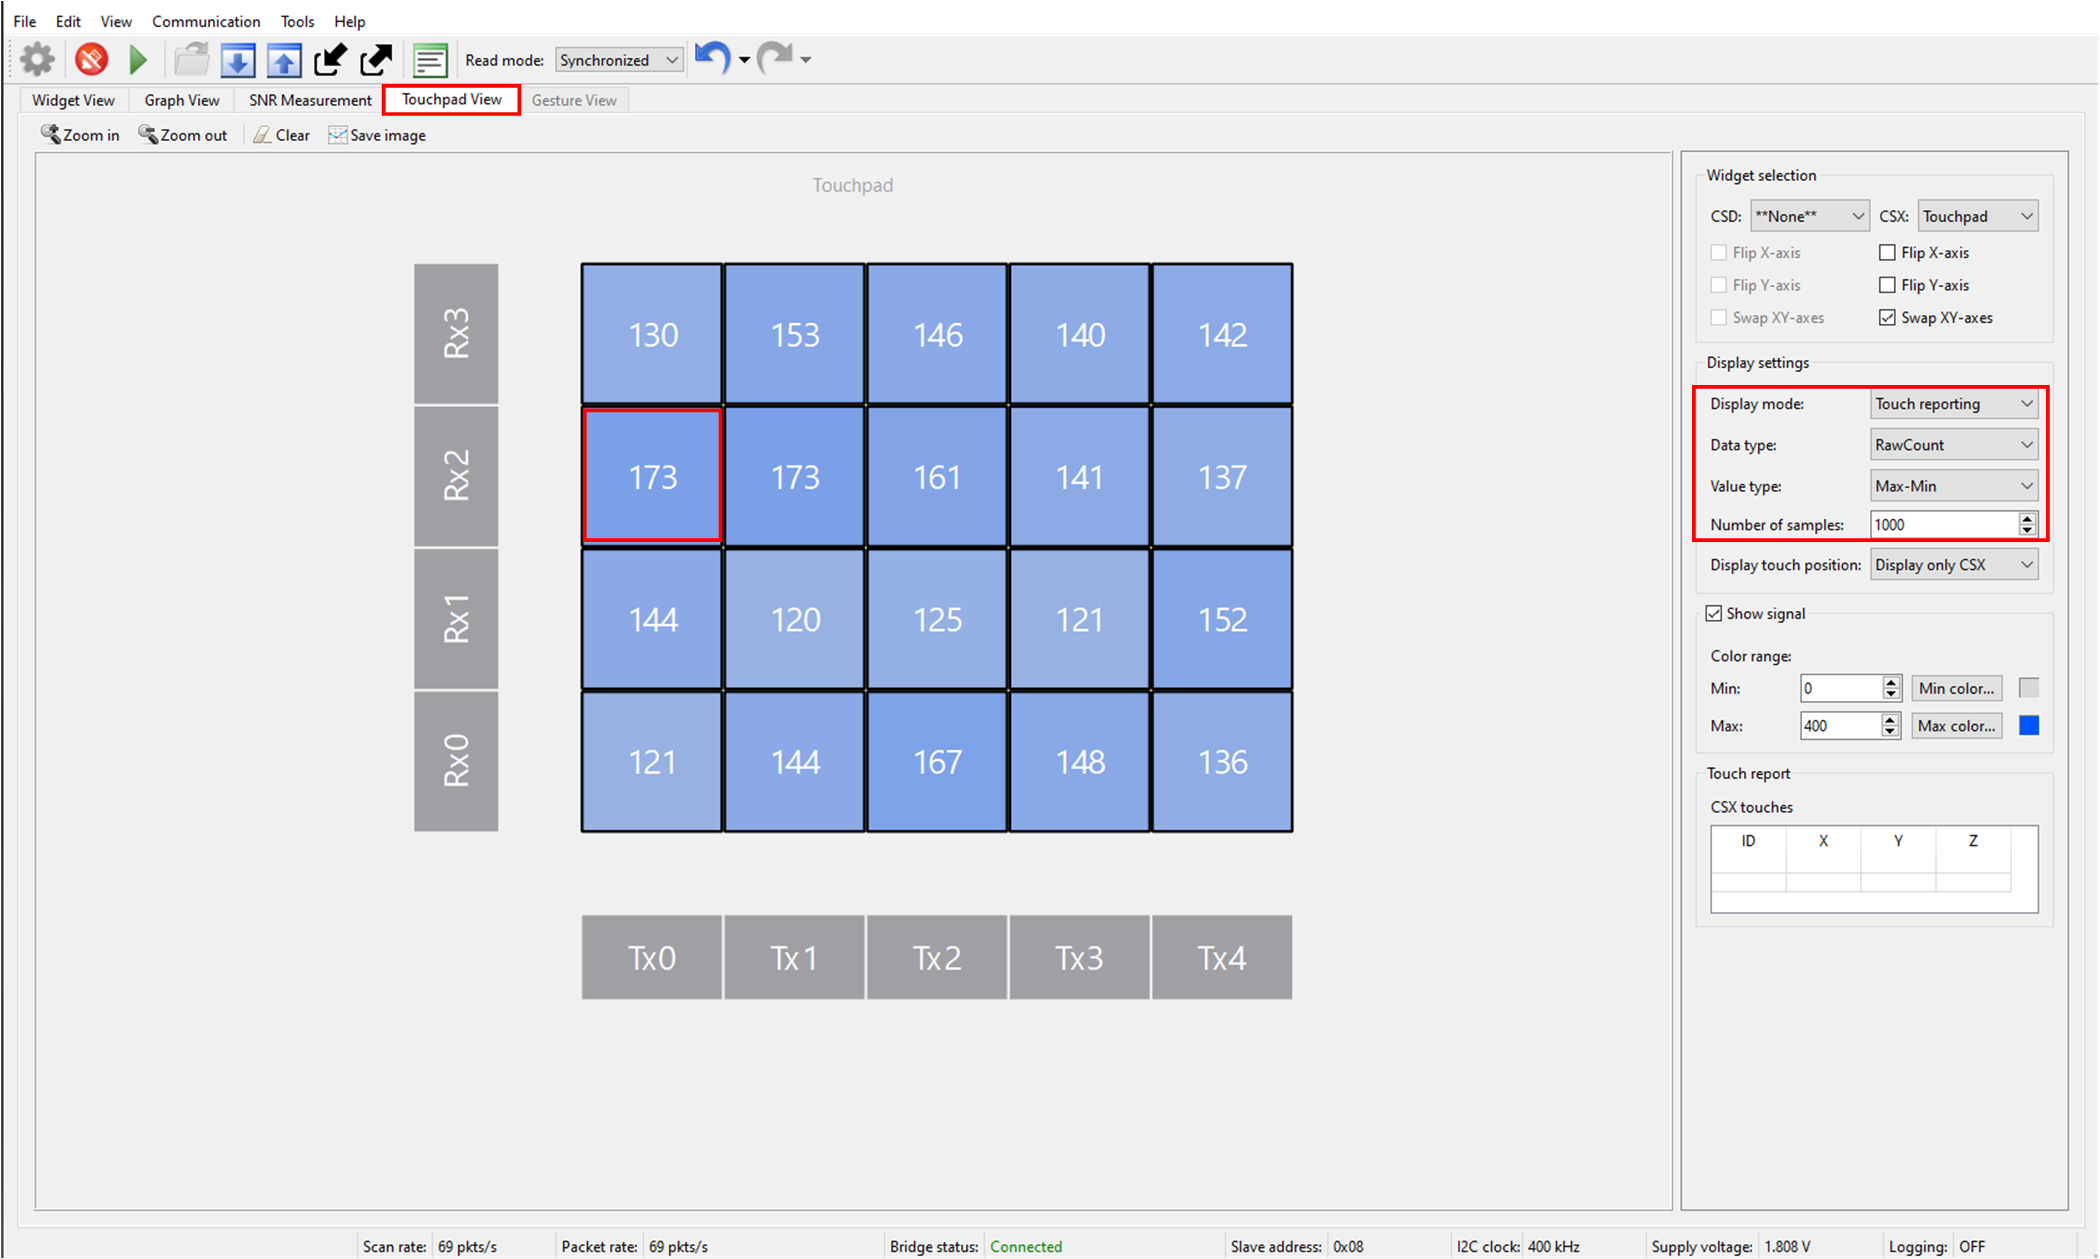 File Edit View Communication Tools Help
Read mode: Synchronized
Widget View Graph View SNR Measurement Touchpad View Gesture View
Zoom in Zoom out Clear Save image
Touchpad
Rx3 130 153 146 140 142
Rx2 173 173 161 141 137
Rx1 144 120 125 121 152
Rx0 121 144 167 148 136
Tx0 Tx1 Tx2 Tx3 Tx4
Widget selection
CSD: **None** CSX: Touchpad
Flip X-axis Flip X-axis
Flip Y-axis Flip Y-axis
Swap XY-axes Swap XY-axes
Display settings
Display mode: Touch reporting
Data type: RawCount
Value type: Max-Min
Number of samples: 1000
Display touch position: Display only CSX
Show signal
Color range:
Min: 0 Min color...
Max: 400 Max color...
Touch report
CSX touches
ID X Y Z
Scan rate: 69 pkts/s Packet rate: 69 pkts/s Bridge status: Connected Slave address: 0x08 I2C clock: 400 kHz Supply voltage: 1.808 V Logging: OFF